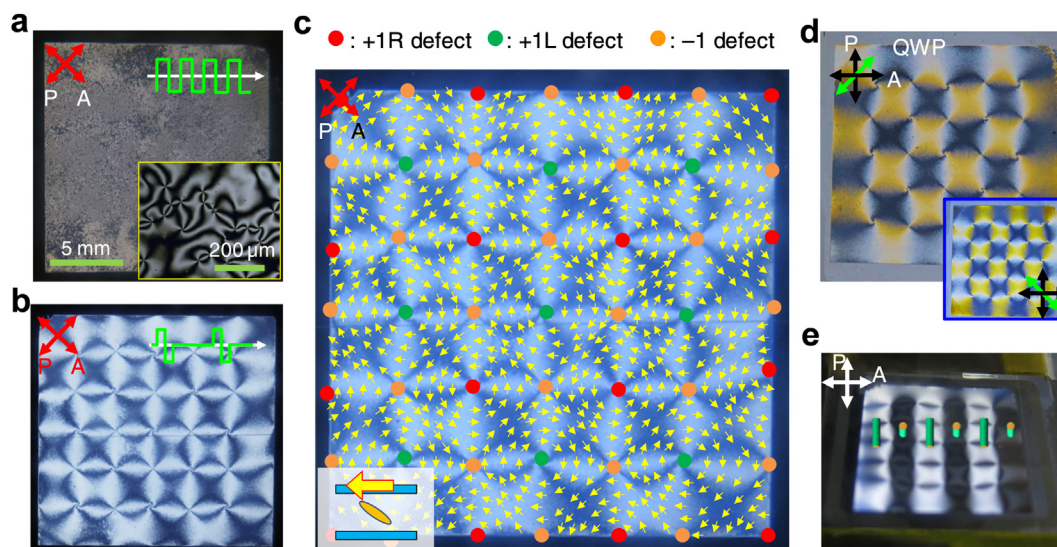 a
P A
5 mm
200 µm
b
P A
c
: +1R defect : +1L defect : –1 defect
P A
d
P QWP
A
e
P
A